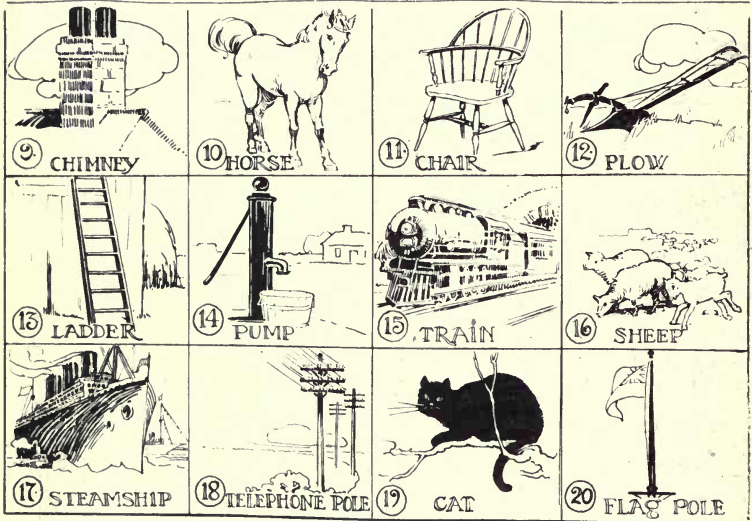 9. CHIMNEY
10 HORSE
11. CHAIR
12. PLOW
13 LADDER
14 PUMP
15 TRAIN
16 SHEEP
17. STEAMSHIP
18 TELEPHONE POLE
19 CAT
20 FLAG POLE